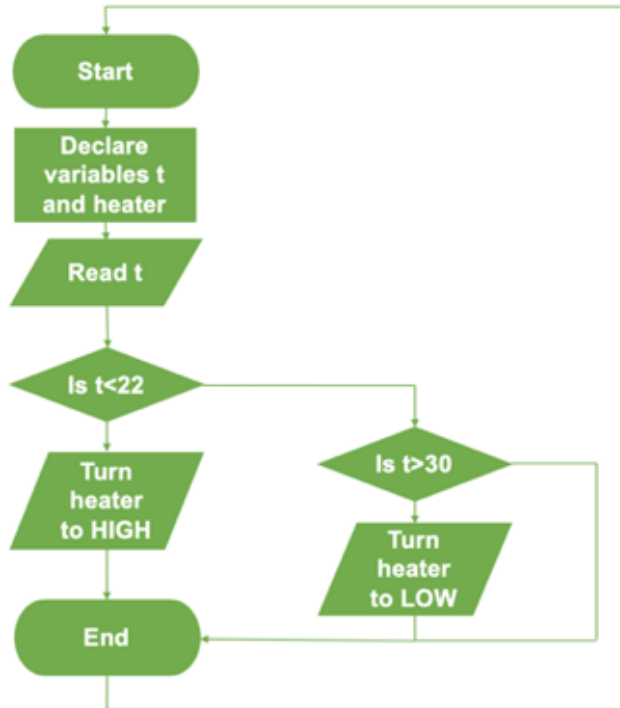 Start
Declare
variables t
and heater
Read t
Is t<22
Turn
heater
to HIGH
Is t>30
Turn
heater
to LOW
End